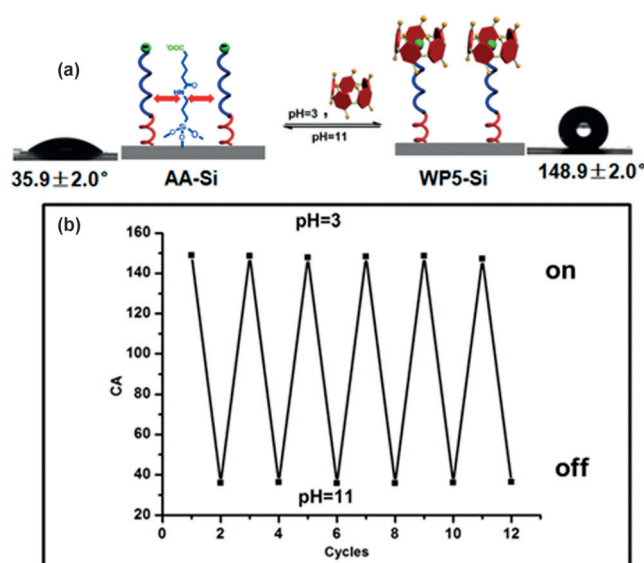 (a)
⁻OOC
O
HN
Si
O
O
O
pH=3 ,
pH=11
35.9±2.0°
AA-Si
WP5-Si
148.9±2.0°
(b)
pH=3
160
140
120
100
80
60
40
20
CA
on
off
pH=11
0 2 4 6 8 10 12
Cycles